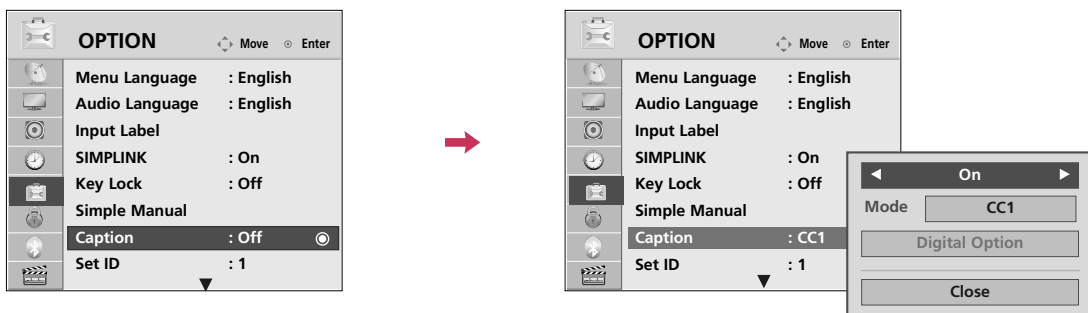 OPTION Move Enter
Menu Language : English
Audio Language : English
Input Label
SIMPLINK : On
Key Lock : Off
Simple Manual
Caption : Off
Set ID : 1
OPTION Move Enter
Menu Language : English
Audio Language : English
Input Label
SIMPLINK : On
Key Lock : Off
Simple Manual
Caption : CC1
Set ID : 1
On
Mode CC1
Digital Option
Close